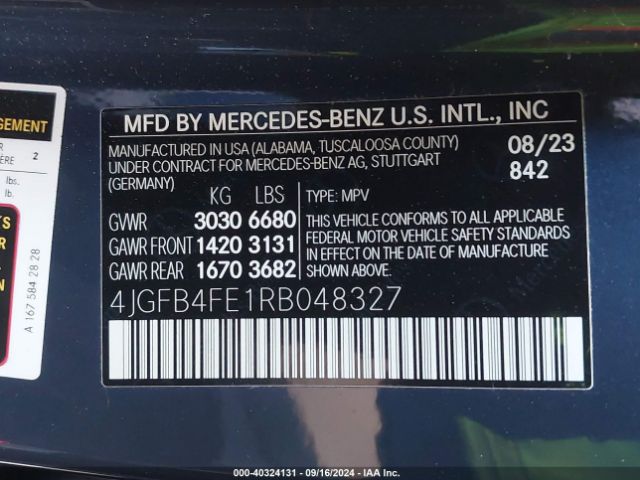 GEMENT
R
ÈRE 2
lbs.
lb.
KS
R
A 167 584 28 28
MFD BY MERCEDES-BENZ U.S. INTL., INC
MANUFACTURED IN USA (ALABAMA, TUSCALOOSA COUNTY) 08/23
UNDER CONTRACT FOR MERCEDES-BENZ AG, STUTTGART 842
(GERMANY)
KG LBS TYPE: MPV
GVWR 3030 6680
GAWR FRONT 1420 3131
GAWR REAR 1670 3682
THIS VEHICLE CONFORMS TO ALL APPLICABLE
FEDERAL MOTOR VEHICLE SAFETY STANDARDS
IN EFFECT ON THE DATE OF MANUFACTURE
SHOWN ABOVE.
4JGFB4FE1RB048327
000-40324131 - 09/16/2024 - IAA Inc.